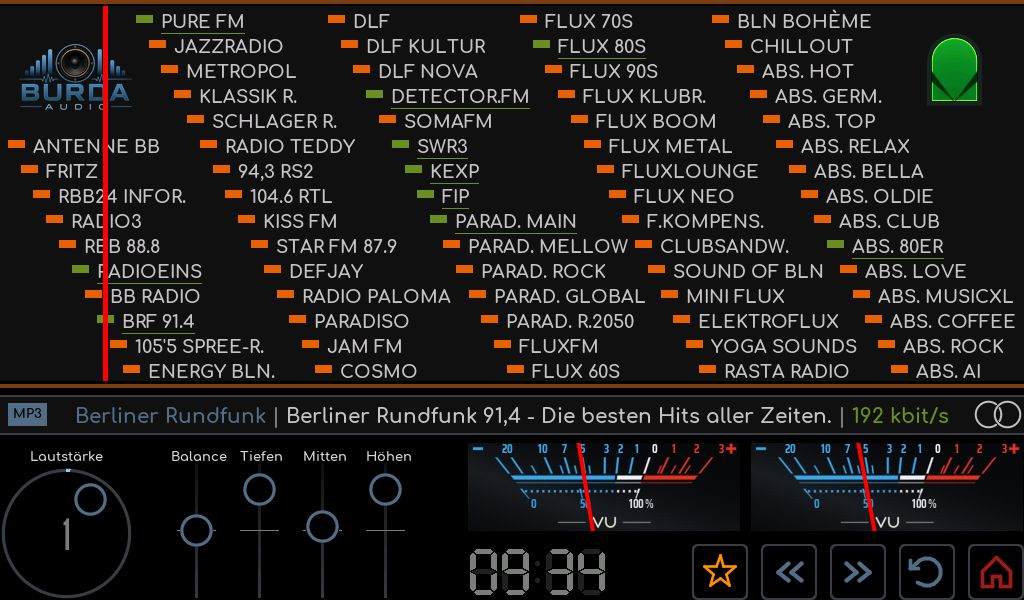 BURDA
AUDIO
ANTENNE BB
FRITZ
RBB24 INFOR.
RADIO3
RBB 88.8
RADIOEINS
BB RADIO
BRF 91.4
105'5 SPREE-R.
ENERGY BLN.
PURE FM
JAZZRADIO
METROPOL
KLASSIK R.
SCHLAGER R.
RADIO TEDDY
94,3 RS2
104.6 RTL
KISS FM
STAR FM 87.9
DEFJAY
RADIO PALOMA
PARADISO
JAM FM
COSMO
DLF
DLF KULTUR
DLF NOVA
DETECTOR.FM
SOMAFM
SWR3
KEXP
FIP
PARAD. MAIN
PARAD. MELLOW
PARAD. ROCK
PARAD. GLOBAL
PARAD. R.2050
FLUXFM
FLUX 60S
FLUX 70S
FLUX 80S
FLUX 90S
FLUX KLUBR.
FLUX BOOM
FLUX METAL
FLUXLOUNGE
FLUX NEO
F.KOMPENS.
CLUBSANDW.
SOUND OF BLN
MINI FLUX
ELEKTROFLUX
YOGA SOUNDS
RASTA RADIO
BLN BOHÈME
CHILLOUT
ABS. HOT
ABS. GERM.
ABS. TOP
ABS. RELAX
ABS. BELLA
ABS. OLDIE
ABS. CLUB
ABS. 80ER
ABS. LOVE
ABS. MUSICXL
ABS. COFFEE
ABS. ROCK
ABS. AI
MP3 Berliner Rundfunk | Berliner Rundfunk 91,4 - Die besten Hits aller Zeiten. | 192 kbit/s
Lautstärke Balance Tiefen Mitten Höhen
1
- 20 10 7 5 3 2 1 0 1 2 3 +
0 50 100 %
VU
- 20 10 7 5 3 2 1 0 1 2 3 +
0 50 100 %
VU
09:34